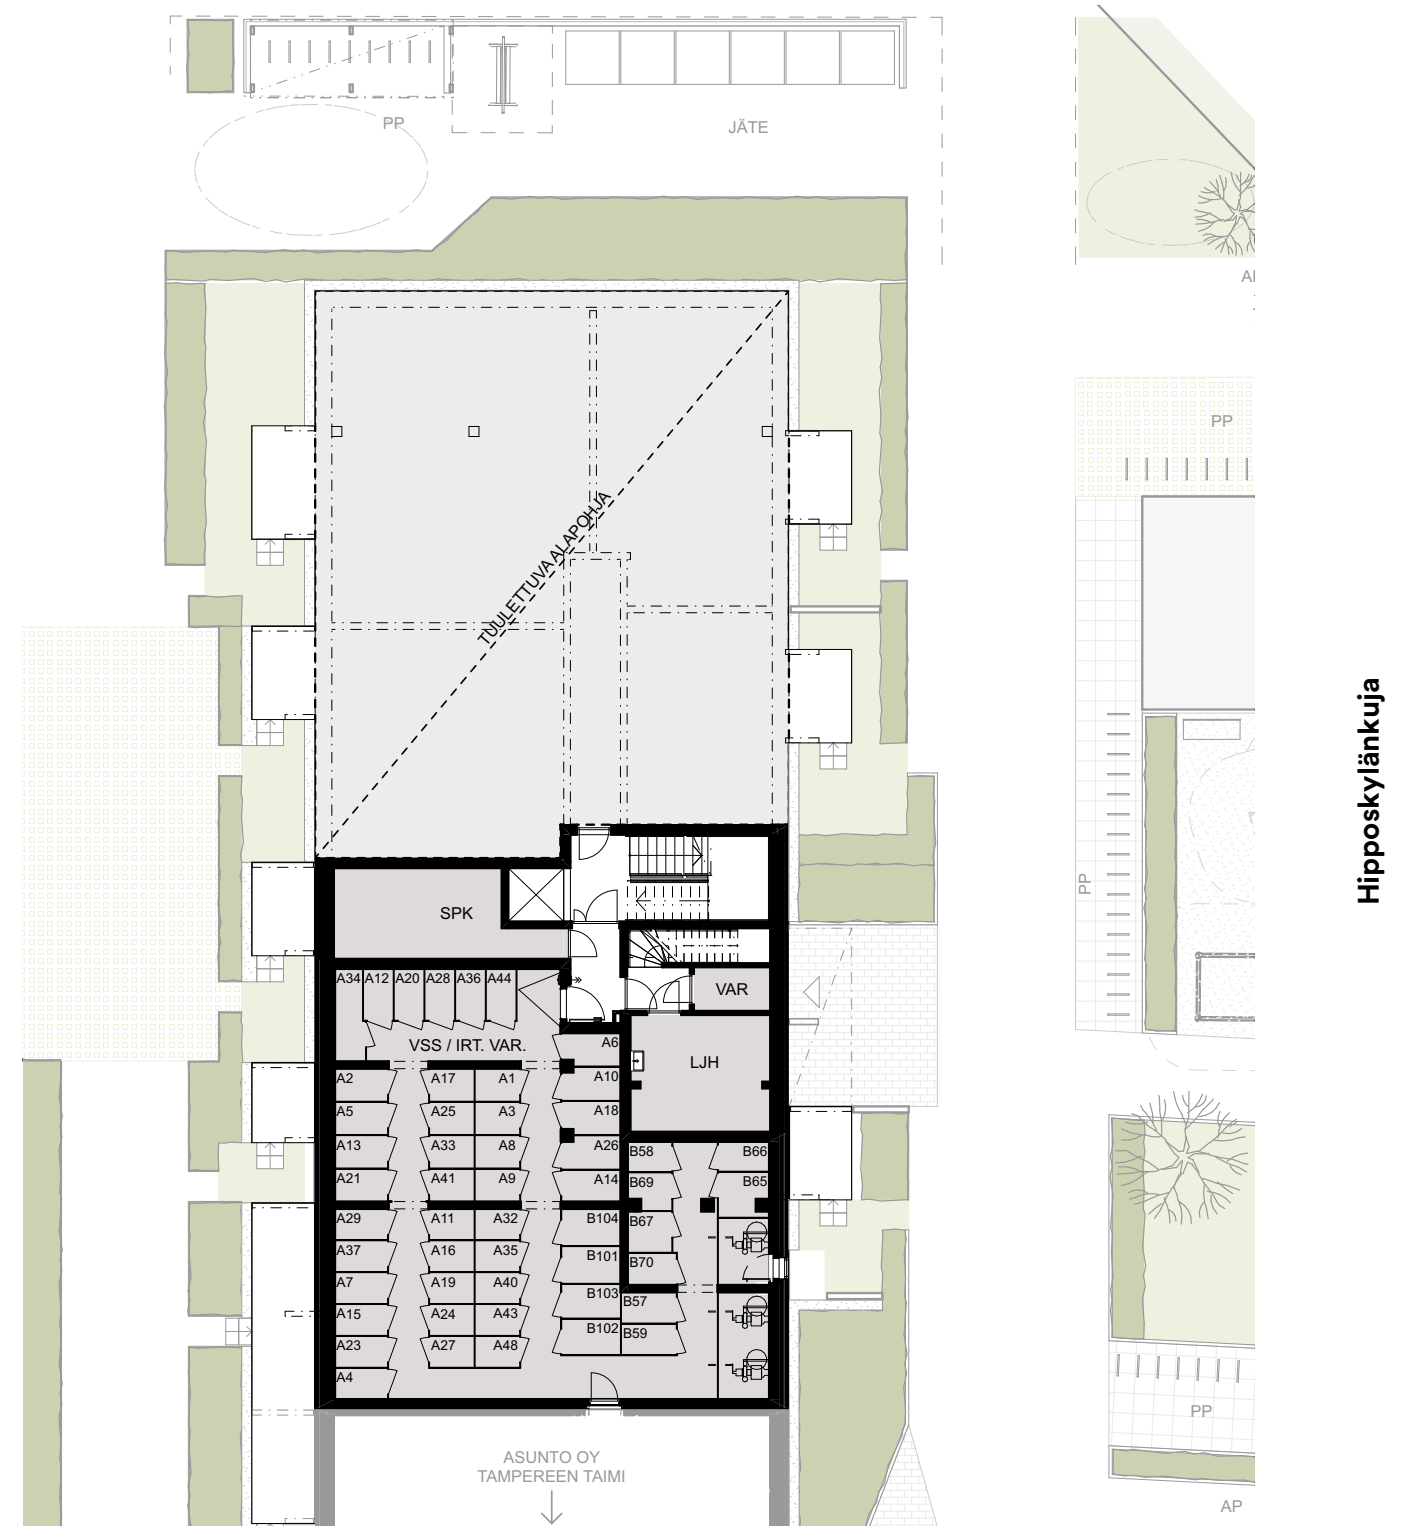 PP
JÄTE
AP
PP
TUULETTUVA ALAPOHJA
Hipposkylänkuja
PP
SPK
A34 A12 A20 A28 A36 A44
VAR
VSS / IRT. VAR.
LJH
A6
A2 A17 A1 A10
A5 A25 A3 A18
A13 A33 A8 A26
A21 A41 A9 A14
B58 B66
B69 B65
A29 A11 A32 B104 B67
A37 A16 A35 B101 B70
A7 A19 A40 B103 B57
A15 A24 A43 B102 B59
A23 A27 A48
A4
PP
ASUNTO OY
TAMPEREEN TAIMI
AP